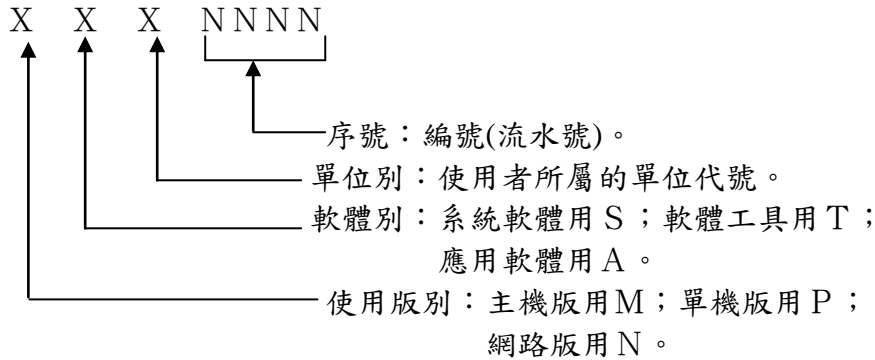 Ｘ Ｘ Ｘ ＮＮＮＮ
序號：編號(流水號)。
單位別：使用者所屬的單位代號。
軟體別：系統軟體用Ｓ；軟體工具用Ｔ；
應用軟體用Ａ。
使用版別：主機版用Ｍ；單機版用Ｐ；
網路版用Ｎ。